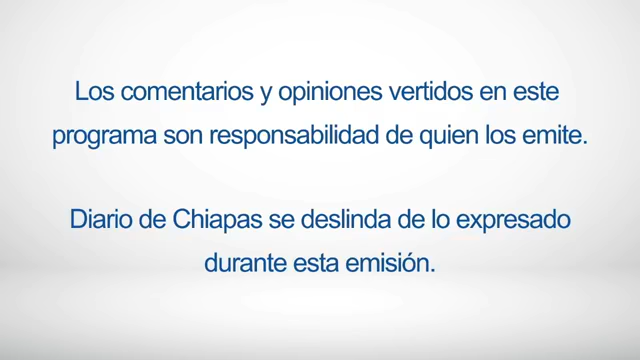 Los comentarios y opiniones vertidos en este
programa son responsabilidad de quien los emite.
Diario de Chiapas se deslinda de lo expresado
durante esta emisión.